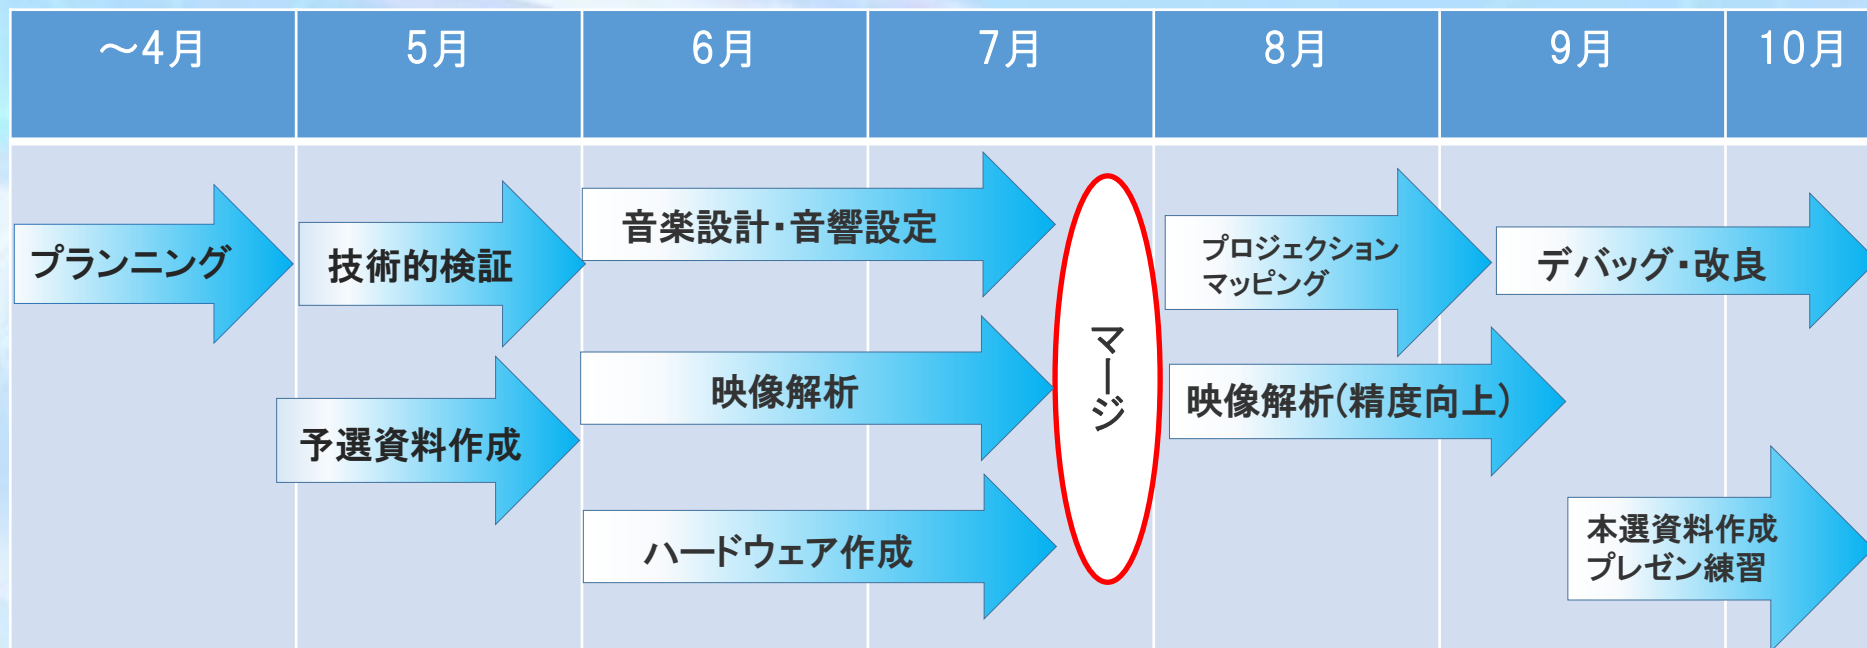 ～4月
5月
6月
7月
8月
9月
10月
プランニング
技術的検証
予選資料作成
音楽設計・音響設定
映像解析
ハードウェア作成
マージ
プロジェクション
マッピング
映像解析(精度向上)
デバッグ・改良
本選資料作成
プレゼン練習